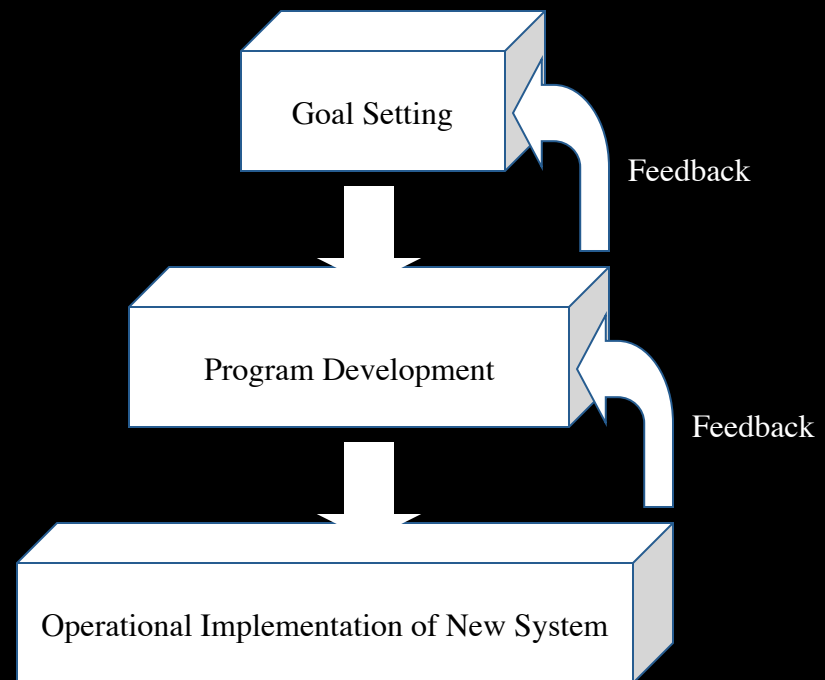 Goal Setting
Feedback
Program Development
Feedback
Operational Implementation of New System